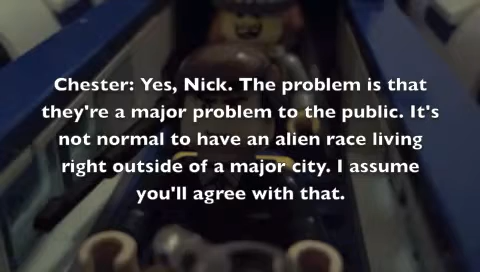 Chester: Yes, Nick. The problem is that
they're a major problem to the public. It's
not normal to have an alien race living
right outside of a major city. I assume
you'll agree with that.